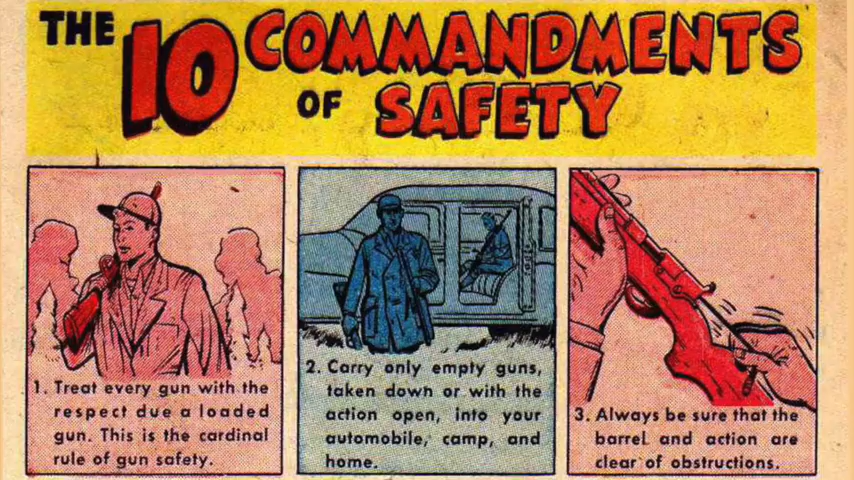 THE 10 COMMANDMENTS
OF SAFETY
1. Treat every gun with the
respect due a loaded
gun. This is the cardinal
rule of gun safety.
2. Carry only empty guns,
taken down or with the
action open, into your
automobile, camp, and
home.
3. Always be sure that the
barrel and action are
clear of obstructions.